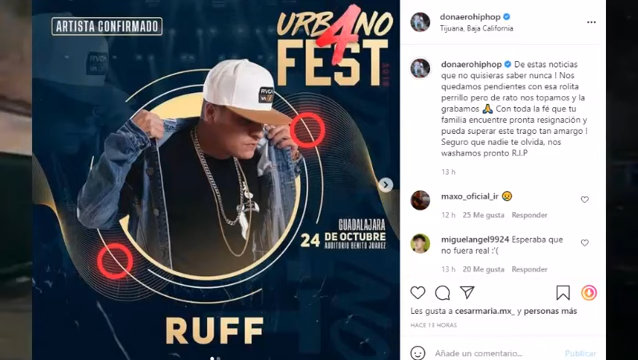 ARTISTA CONFIRMADO
URB4NO
FEST
GUADALAJARA
24 DE OCTUBRE
AUDITORIO BENITO JUAREZ
RUFF
donaerohiphop
Tijuana, Baja California
donaerohiphop De estas noticias
que no quisieras saber nunca ! Nos
quedamos pendientes con esa rolita
perrillo pero de rato nos topamos y la
grabamos 🙏 Con toda la fé que tu
familia encuentre pronta resignación y
pueda superar este trago tan amargo !
Seguro que nadie te olvida, nos
washamos pronto R.I.P
13 h
maxo_oficial_ir 😢
12 h 25 Me gusta Responder
miguelangel9924 Esperaba que
no fuera real :'(
13 h 20 Me gusta Responder
Les gusta a cesarmaria.mx_ y personas más
HACE 13 HORAS
Añade un comentario...
Publicar